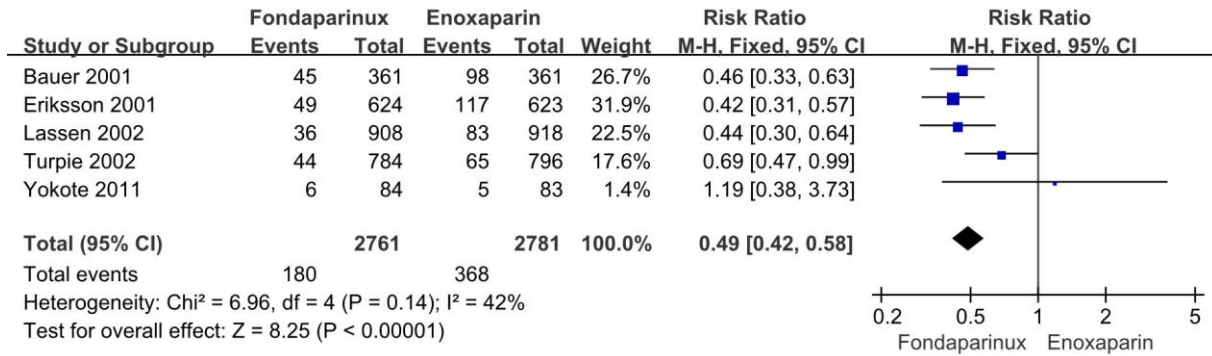 Fondaparinux Enoxaparin Risk Ratio Risk Ratio
Study or Subgroup Events Total Events Total Weight M-H, Fixed, 95% CI M-H, Fixed, 95% CI
Bauer 2001 45 361 98 361 26.7% 0.46 [0.33, 0.63]
Eriksson 2001 49 624 117 623 31.9% 0.42 [0.31, 0.57]
Lassen 2002 36 908 83 918 22.5% 0.44 [0.30, 0.64]
Turpie 2002 44 784 65 796 17.6% 0.69 [0.47, 0.99]
Yokote 2011 6 84 5 83 1.4% 1.19 [0.38, 3.73]
Total (95% CI) 2761 2781 100.0% 0.49 [0.42, 0.58]
Total events 180 368
Heterogeneity: Chi² = 6.96, df = 4 (P = 0.14); I² = 42%
Test for overall effect: Z = 8.25 (P < 0.00001)
0.2 0.5 1 2 5
Fondaparinux Enoxaparin